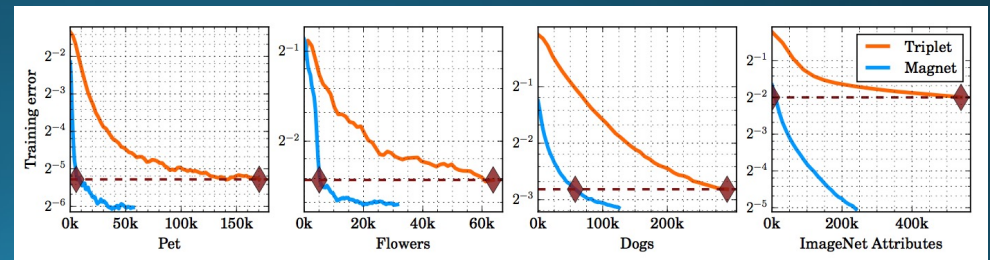 Training error
2⁻²
2⁻³
2⁻⁴
2⁻⁵
2⁻⁶
0k 50k 100k 150k
Pet
2⁻¹
2⁻²
0k 20k 40k 60k
Flowers
2⁻¹
2⁻²
2⁻³
0k 100k 200k
Dogs
2⁻¹
2⁻²
2⁻³
2⁻⁴
2⁻⁵
0k 200k 400k
ImageNet Attributes
Triplet
Magnet